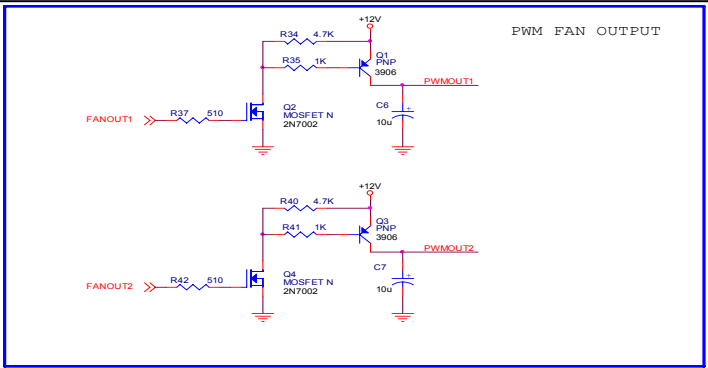 PWM FAN OUTPUT
+12V
R34 4.7K
R35 1K
Q1
PNP
3906
PWMOUT1
C6
+
10u
FANOUT1
R37 510
Q2
MOSFET N
2N7002
+12V
R40 4.7K
R41 1K
Q3
PNP
3906
PWMOUT2
C7
+
10u
FANOUT2
R42 510
Q4
MOSFET N
2N7002